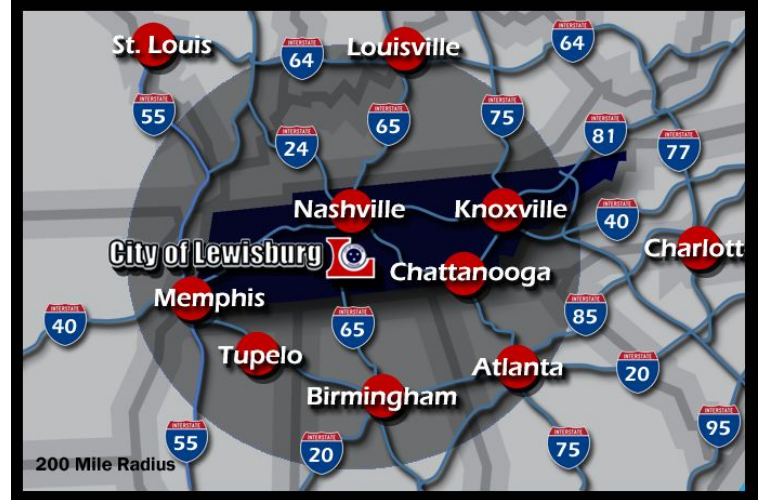 St. Louis
Louisville
INTERSTATE
64
INTERSTATE
64
INTERSTATE
55
INTERSTATE
65
INTERSTATE
75
INTERSTATE
81
INTERSTATE
24
INTERSTATE
77
Nashville
Knoxville
INTERSTATE
40
City of Lewisburg
L
Charlott
Chattanooga
Memphis
INTERSTATE
40
INTERSTATE
65
INTERSTATE
85
Tupelo
Atlanta
INTERSTATE
20
Birmingham
INTERSTATE
95
INTERSTATE
55
INTERSTATE
20
INTERSTATE
75
200 Mile Radius